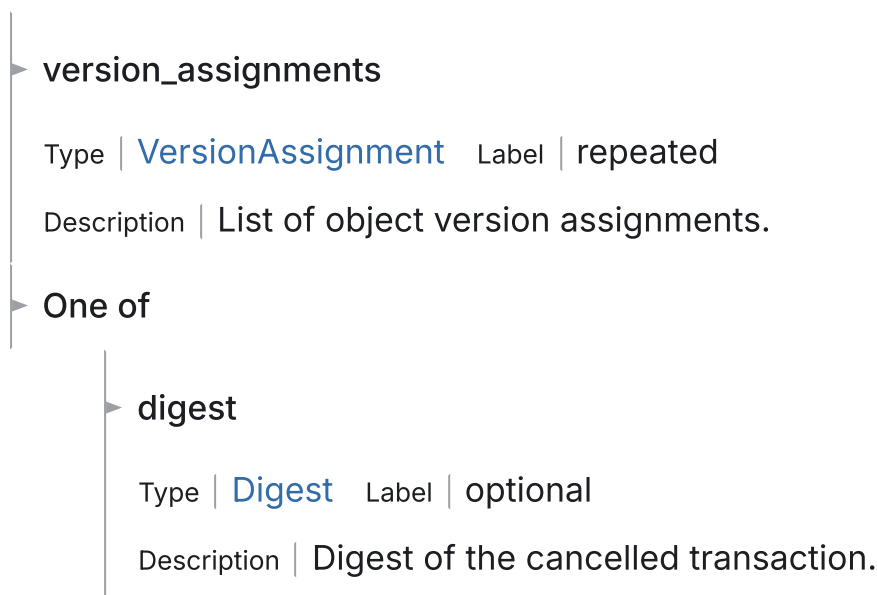 version_assignments
Type VersionAssignment Label repeated
Description List of object version assignments.
One of
digest
Type Digest Label optional
Description Digest of the cancelled transaction.